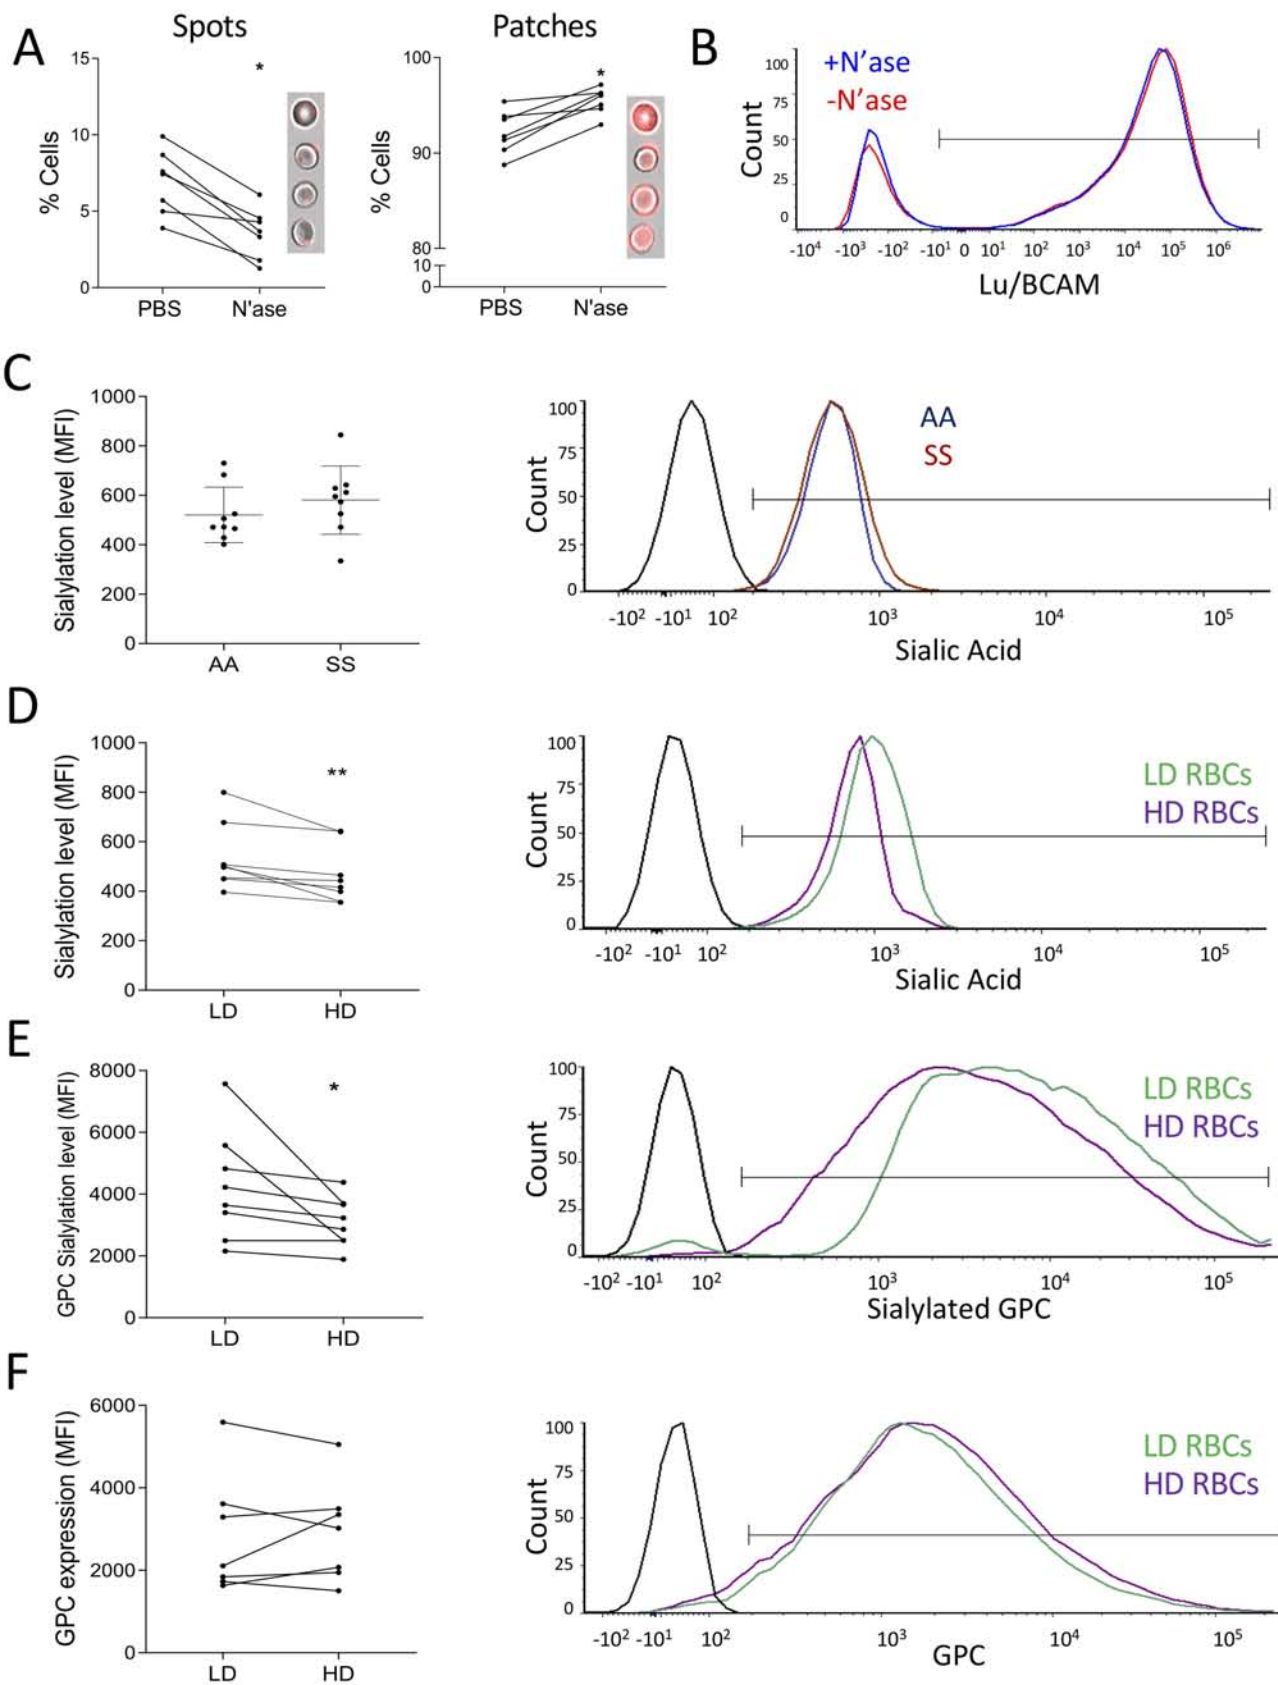 A
Spots
15
10
5
0
% Cells
*
PBS N'ase
Patches
100
90
80
10
0
% Cells
*
PBS N'ase
B
+N'ase
-N'ase
Count
100
75
50
25
0
-10⁴ -10³ -10² -10¹ 0 10¹ 10² 10³ 10⁴ 10⁵ 10⁶
Lu/BCAM
C
Sialylation level (MFI)
1000
800
600
400
200
0
AA SS
Count
100
75
50
25
0
AA
SS
-10² -10¹ 10² 10³ 10⁴ 10⁵
Sialic Acid
D
Sialylation level (MFI)
1000
800
600
400
200
0
**
LD HD
Count
100
75
50
25
0
LD RBCs
HD RBCs
-10² -10¹ 10² 10³ 10⁴ 10⁵
Sialic Acid
E
GPC Sialylation level (MFI)
8000
6000
4000
2000
0
*
LD HD
Count
100
75
50
25
0
LD RBCs
HD RBCs
-10² -10¹ 10² 10³ 10⁴ 10⁵
Sialylated GPC
F
GPC expression (MFI)
6000
4000
2000
0
LD HD
Count
100
75
50
25
0
LD RBCs
HD RBCs
-10² -10¹ 10² 10³ 10⁴ 10⁵
GPC